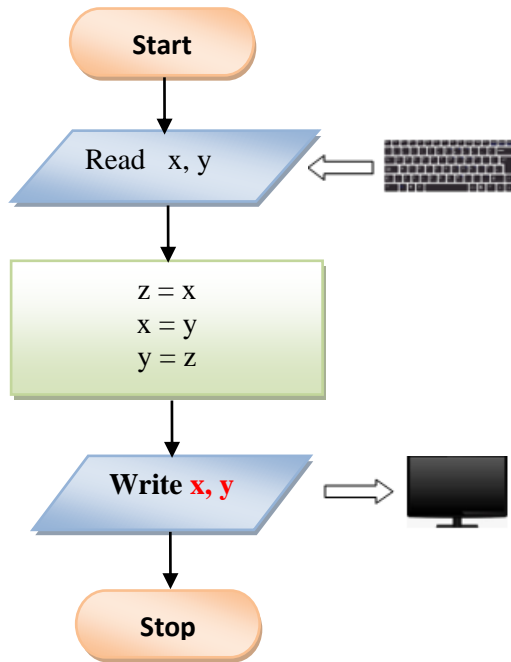 Start
Read x, y
z = x
x = y
y = z
Write x, y
Stop